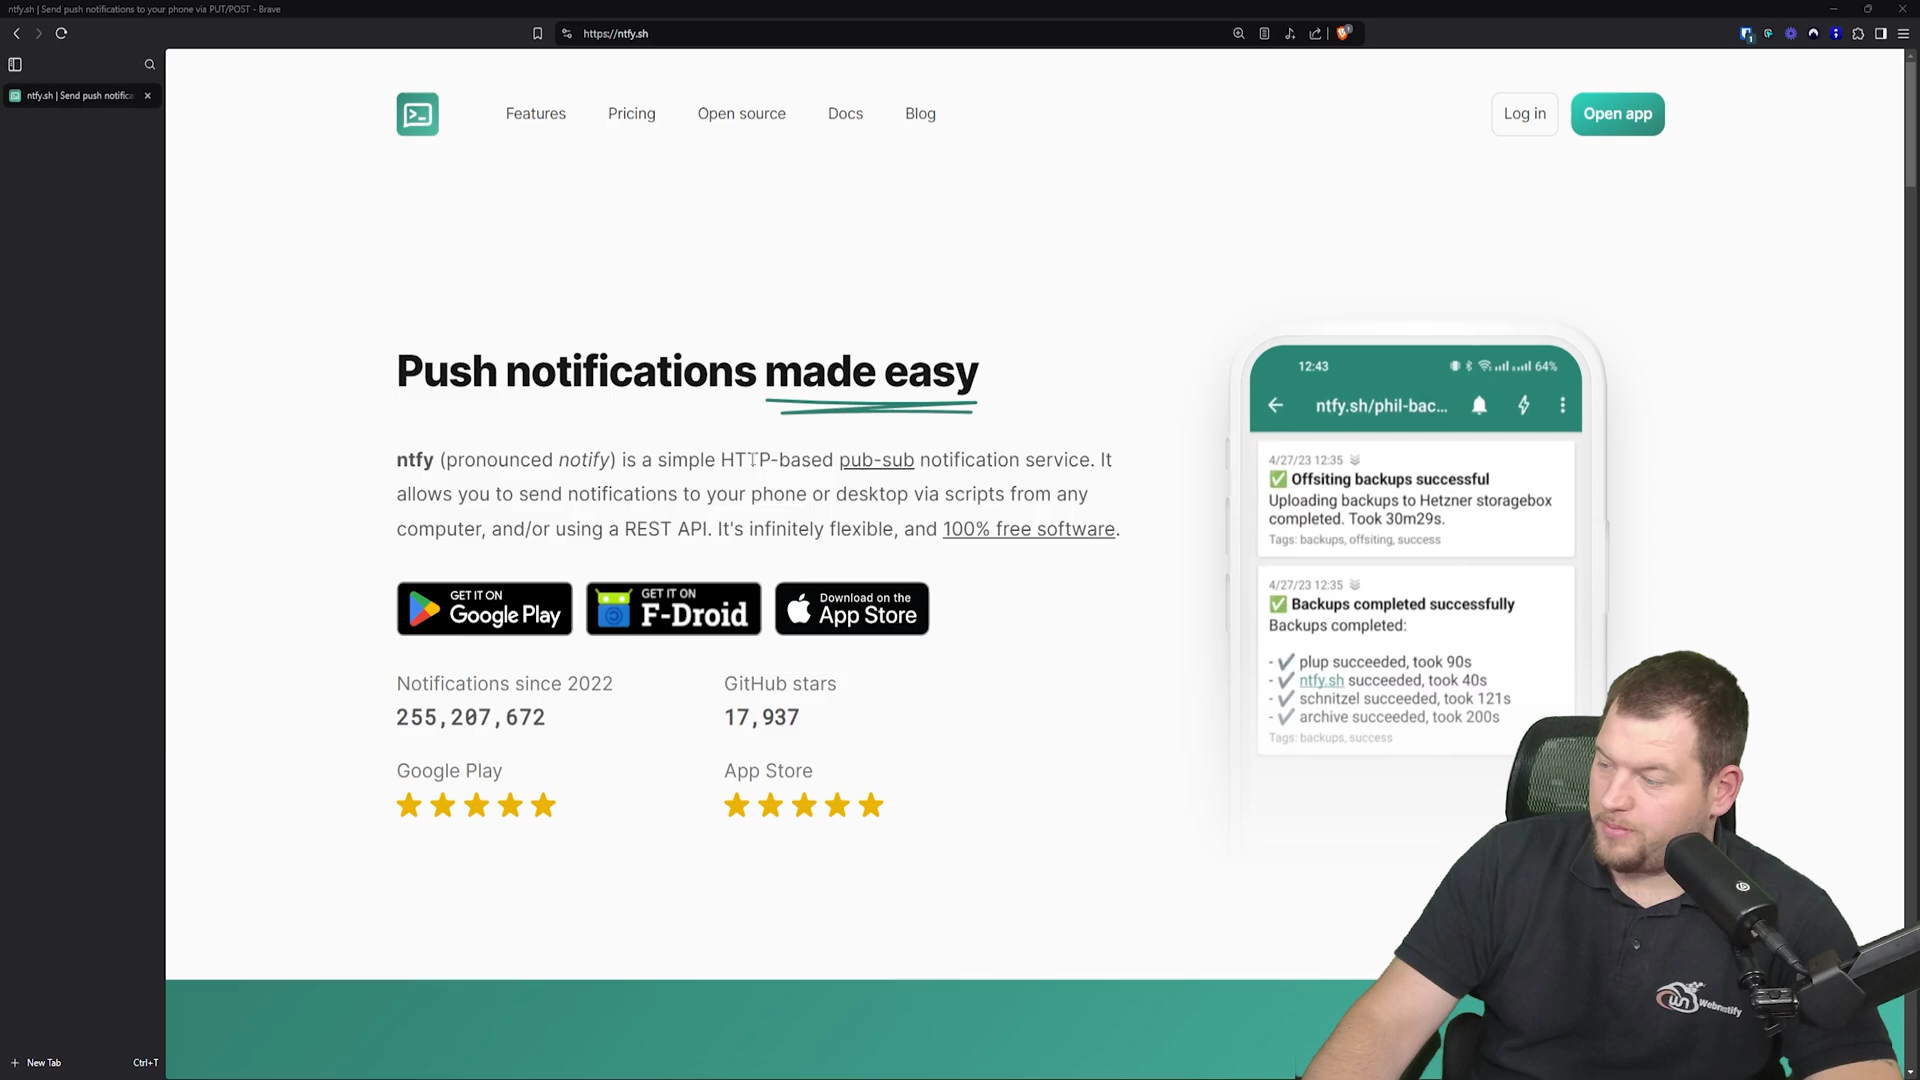 ntfy.sh | Send push notifications to your phone via PUT/POST - Brave
https://ntfy.sh
1
1
ntfy.sh | Send push notifica
Features
Pricing
Open source
Docs
Blog
Log in
Open app
Push notifications made easy
ntfy (pronounced notify) is a simple HTTP-based pub-sub notification service. It
allows you to send notifications to your phone or desktop via scripts from any
computer, and/or using a REST API. It's infinitely flexible, and 100% free software.
GET IT ON
Google Play
GET IT ON
F-Droid
Download on the
App Store
Notifications since 2022
255,207,672
GitHub stars
17,937
Google Play
App Store
12:43
64%
ntfy.sh/phil-bac...
4/27/23 12:35
Offsiting backups successful
Uploading backups to Hetzner storagebox
completed. Took 30m29s.
Tags: backups, offsiting, success
4/27/23 12:35
Backups completed successfully
Backups completed:
- ✔ plup succeeded, took 90s
- ✔ ntfy.sh succeeded, took 40s
- ✔ schnitzel succeeded, took 121s
- ✔ archive succeeded, took 200s
Tags: backups, success
Webnestify
New Tab
Ctrl+T